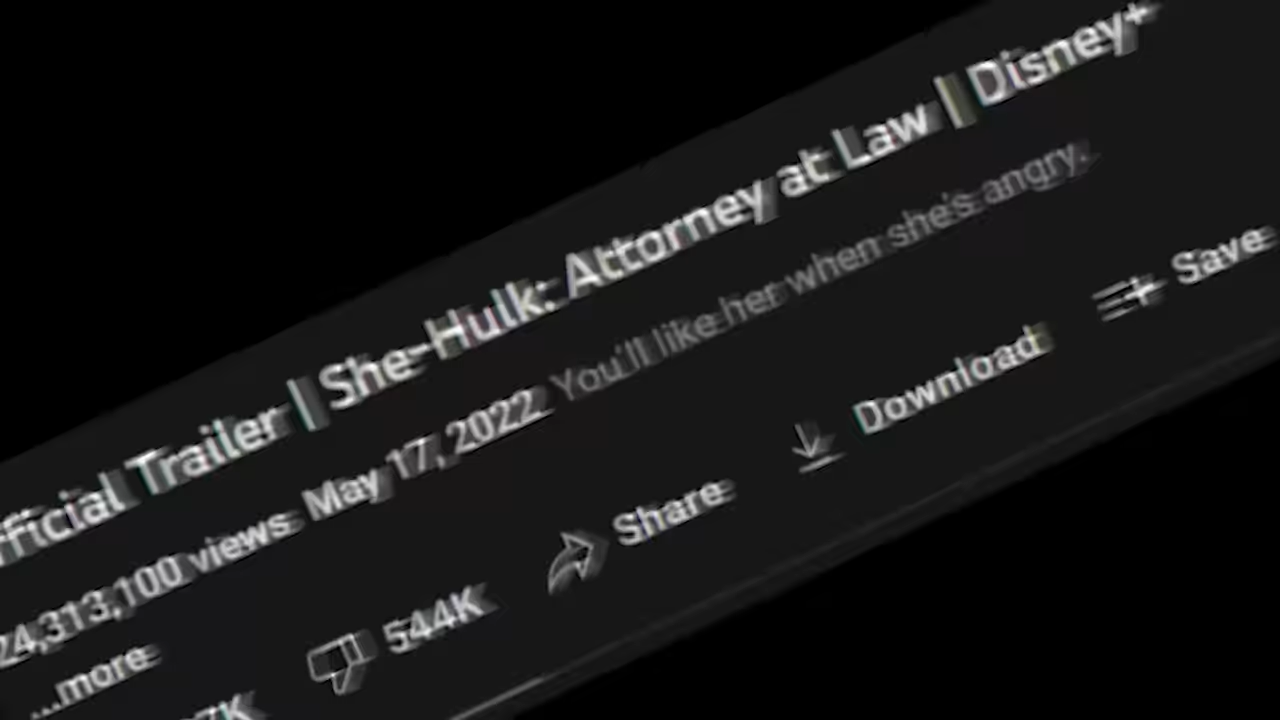 fficial Trailer | She-Hulk: Attorney at Law | Disney+
24,313,100 views May 17, 2022 You'll like her when she's angry.
...more
7K 544K Share Download Save